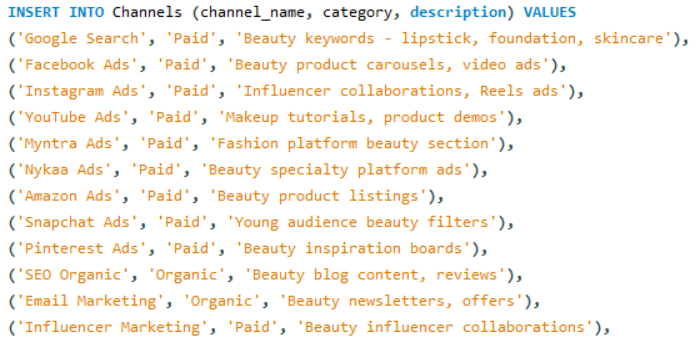 INSERT INTO Channels (channel_name, category, description) VALUES
('Google Search', 'Paid', 'Beauty keywords - lipstick, foundation, skincare'),
('Facebook Ads', 'Paid', 'Beauty product carousels, video ads'),
('Instagram Ads', 'Paid', 'Influencer collaborations, Reels ads'),
('YouTube Ads', 'Paid', 'Makeup tutorials, product demos'),
('Myntra Ads', 'Paid', 'Fashion platform beauty section'),
('Nykaa Ads', 'Paid', 'Beauty specialty platform ads'),
('Amazon Ads', 'Paid', 'Beauty product listings'),
('Snapchat Ads', 'Paid', 'Young audience beauty filters'),
('Pinterest Ads', 'Paid', 'Beauty inspiration boards'),
('SEO Organic', 'Organic', 'Beauty blog content, reviews'),
('Email Marketing', 'Organic', 'Beauty newsletters, offers'),
('Influencer Marketing', 'Paid', 'Beauty influencer collaborations'),